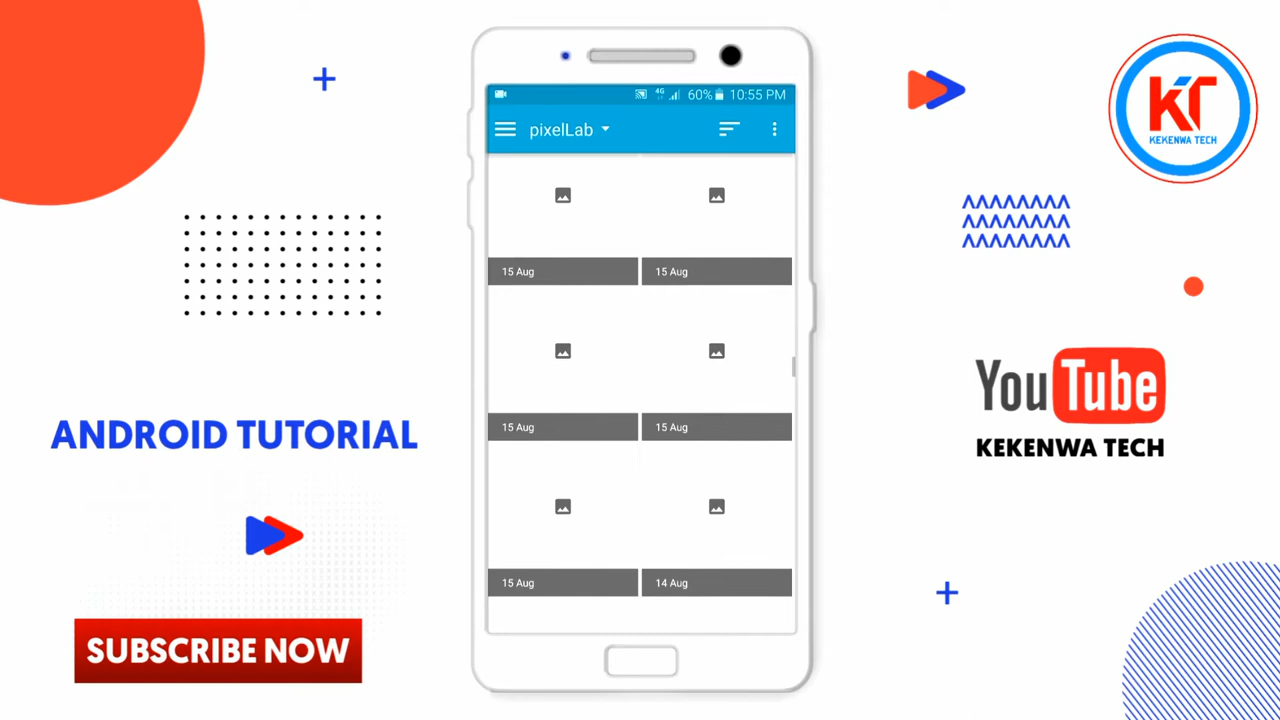 4G 60% 10:55 PM
pixelLab
15 Aug 15 Aug
15 Aug 15 Aug
15 Aug 14 Aug
ANDROID TUTORIAL
SUBSCRIBE NOW
KT
KEKENWA TECH
YouTube
KEKENWA TECH